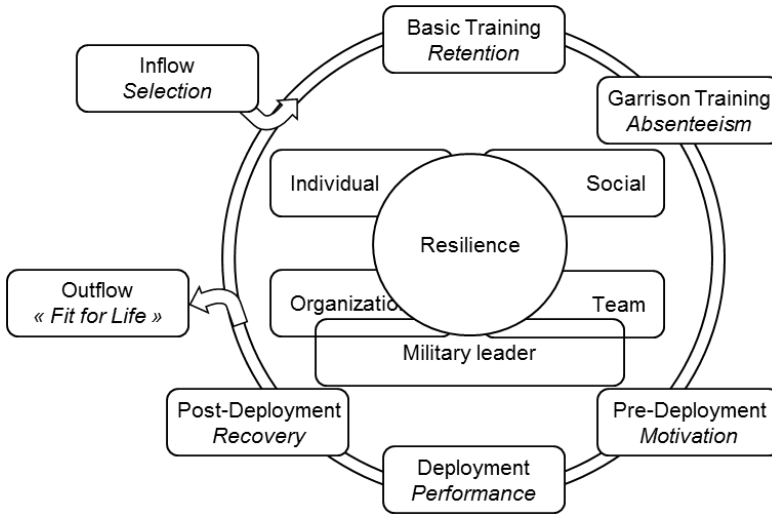 Basic Training
Retention
Inflow
Selection
Garrison Training
Absenteeism
Individual
Social
Resilience
Outflow
« Fit for Life »
Organization
Team
Military leader
Post-Deployment
Recovery
Pre-Deployment
Motivation
Deployment
Performance